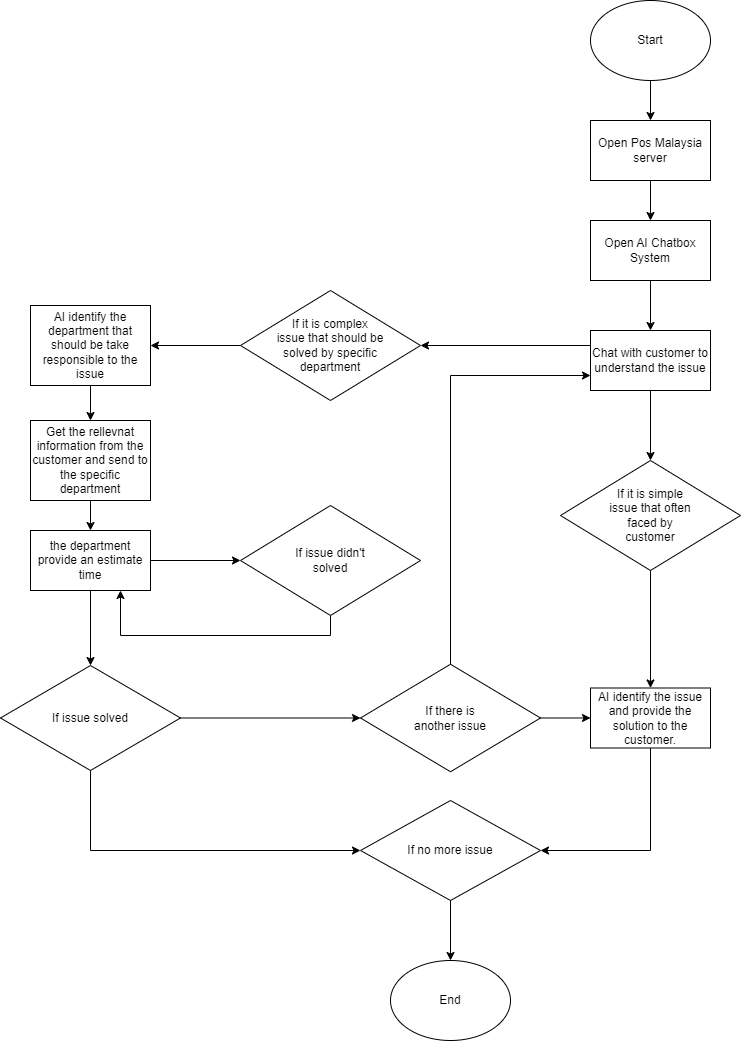 Start
Open Pos Malaysia
server
Open AI Chatbox
System
Chat with customer to
understand the issue
If it is complex
issue that should be
solved by specific
department
AI identify the
department that
should be take
responsible to the
issue
Get the rellevnat
information from the
customer and send to
the specific
department
the department
provide an estimate
time
If issue didn't
solved
If it is simple
issue that often
faced by
customer
If issue solved
If there is
another issue
AI identify the issue
and provide the
solution to the
customer.
If no more issue
End